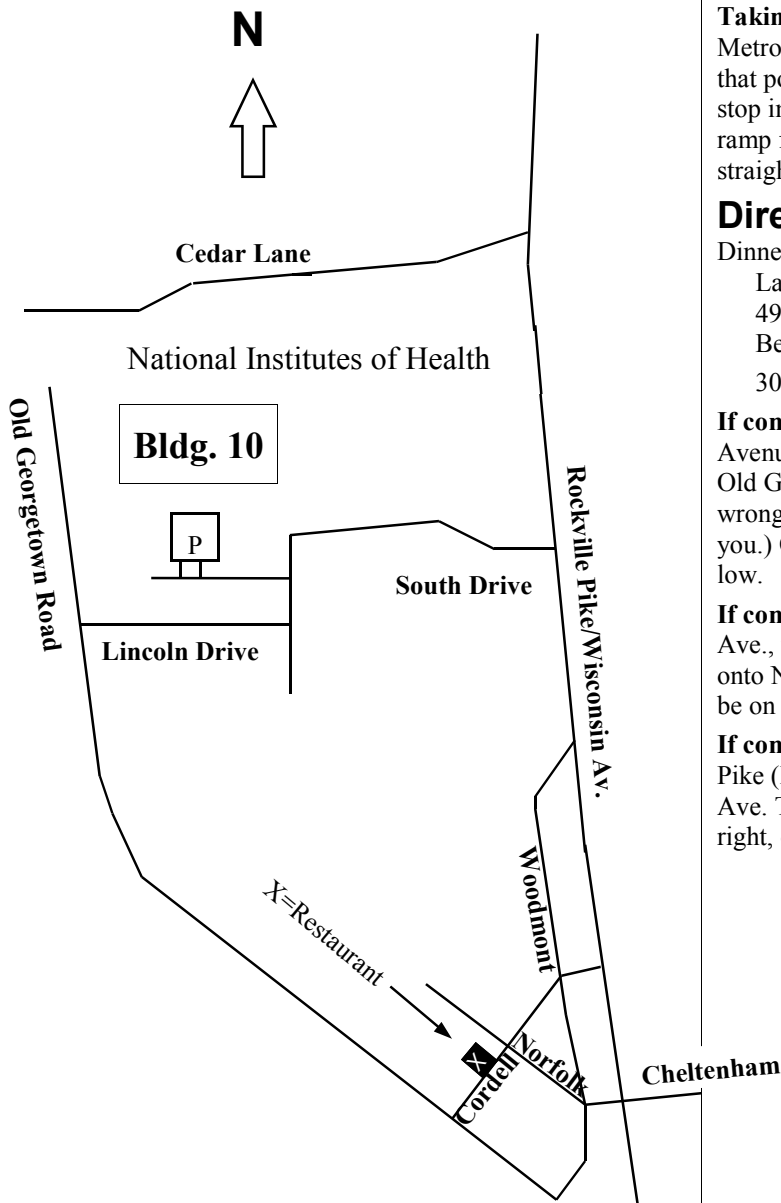 N
Cedar Lane
National Institutes of Health
Bldg. 10
Old Georgetown Road
P
South Drive
Lincoln Drive
Rockville Pike/Wisconsin Av.
Woodmont
X=Restaurant
X
Cordell
Norfolk
Cheltenham
Takin
Metro
that po
stop in
ramp
straigh
Dire
Dinne
La
49
Be
30
If con
Avenu
Old G
wrong
you.)
low.
If con
Ave.,
onto N
be on
If con
Pike (
Ave. T
right,